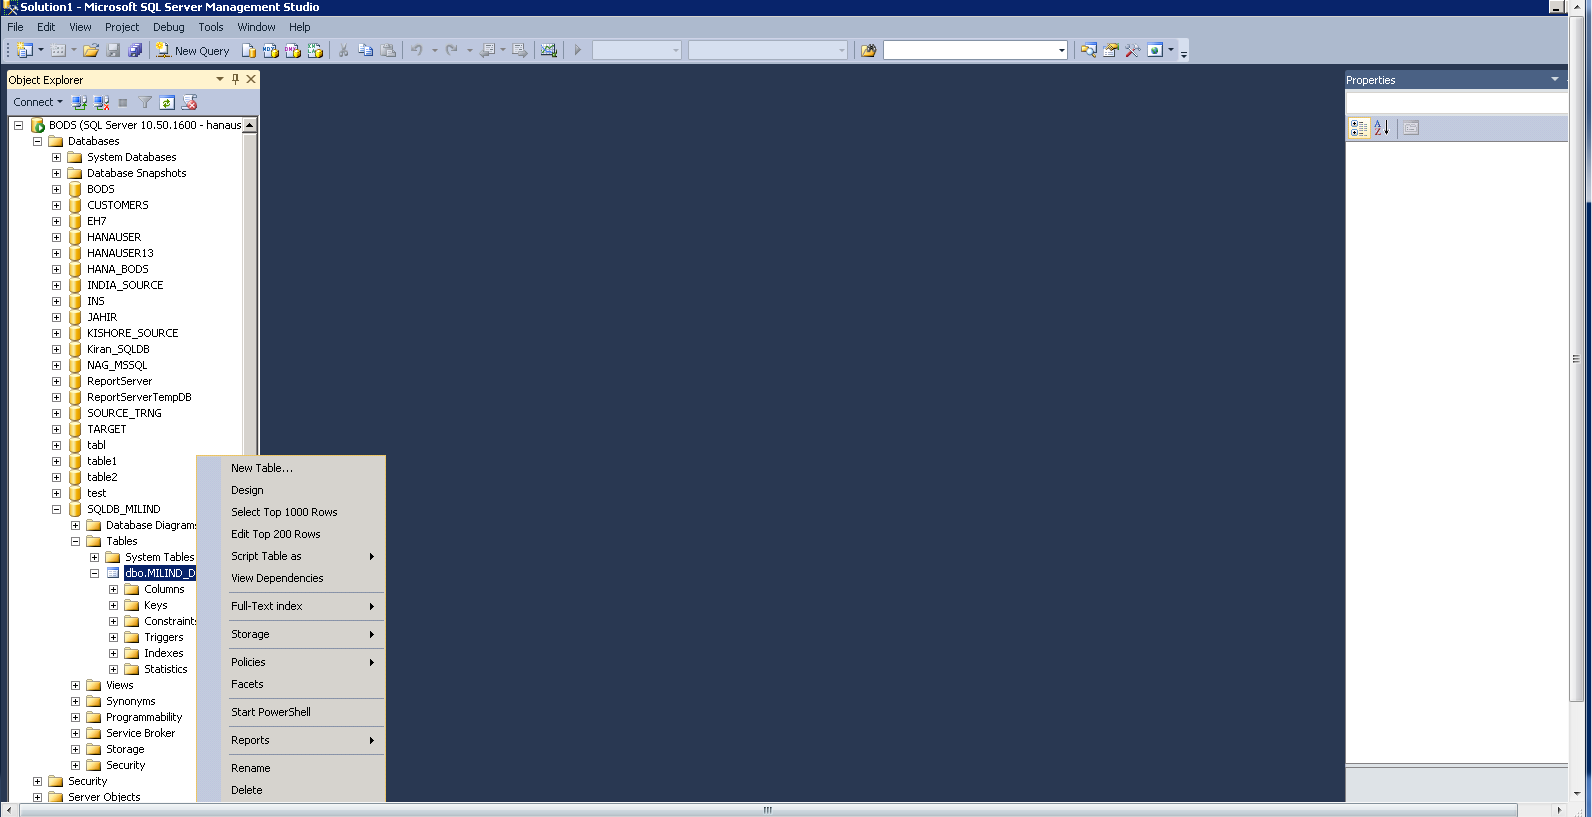 Solution1 - Microsoft SQL Server Management Studio
File Edit View Project Debug Tools Window Help
New Query
Object Explorer
Connect
BODS (SQL Server 10.50.1600 - hanaus
Databases
System Databases
Database Snapshots
BODS
CUSTOMERS
EH7
HANAUSER
HANAUSER13
HANA_BODS
INDIA_SOURCE
INS
JAHIR
KISHORE_SOURCE
Kiran_SQLDB
NAG_MSSQL
ReportServer
ReportServerTempDB
SOURCE_TRNG
TARGET
tabl
table1
table2
test
SQLDB_MILIND
Database Diagrams
Tables
System Tables
dbo.MILIND_D
Columns
Keys
Constraints
Triggers
Indexes
Statistics
Views
Synonyms
Programmability
Service Broker
Storage
Security
Security
Server Objects
New Table...
Design
Select Top 1000 Rows
Edit Top 200 Rows
Script Table as
View Dependencies
Full-Text index
Storage
Policies
Facets
Start PowerShell
Reports
Rename
Delete
Properties